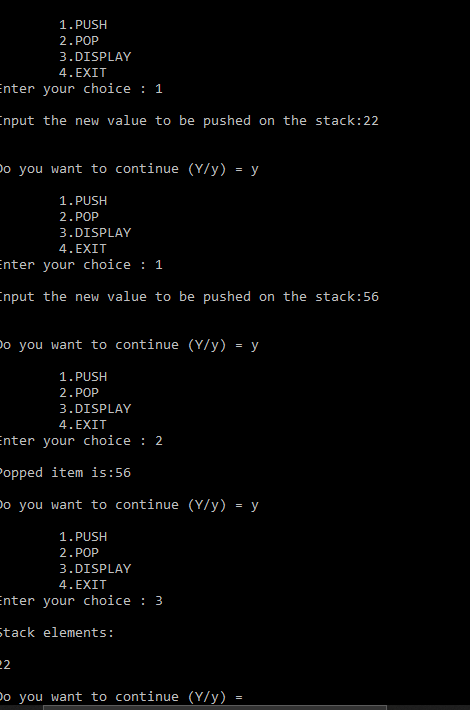 1.PUSH
2.POP
3.DISPLAY
4.EXIT
Enter your choice : 1
Input the new value to be pushed on the stack:22
Do you want to continue (Y/y) = y
1.PUSH
2.POP
3.DISPLAY
4.EXIT
Enter your choice : 1
Input the new value to be pushed on the stack:56
Do you want to continue (Y/y) = y
1.PUSH
2.POP
3.DISPLAY
4.EXIT
Enter your choice : 2
Popped item is:56
Do you want to continue (Y/y) = y
1.PUSH
2.POP
3.DISPLAY
4.EXIT
Enter your choice : 3
Stack elements:
22
Do you want to continue (Y/y) =